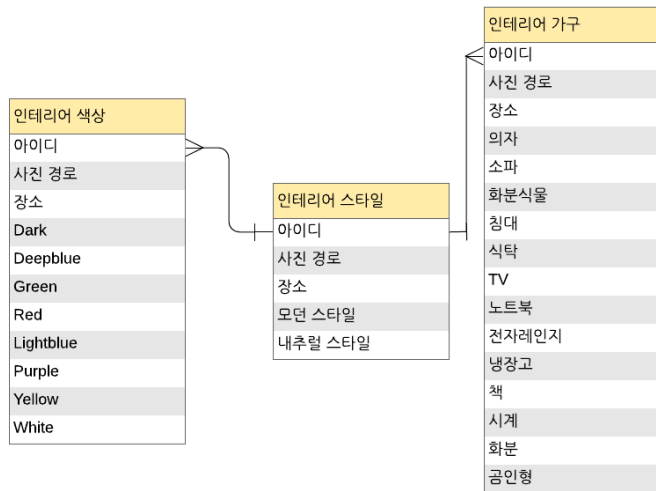 인테리어 색상
아이디
사진 경로
장소
Dark
Deepblue
Green
Red
Lightblue
Purple
Yellow
White
인테리어 스타일
아이디
사진 경로
장소
모던 스타일
내추럴 스타일
인테리어 가구
아이디
사진 경로
장소
의자
소파
화분식물
침대
식탁
TV
노트북
전자레인지
냉장고
책
시계
화분
곰인형